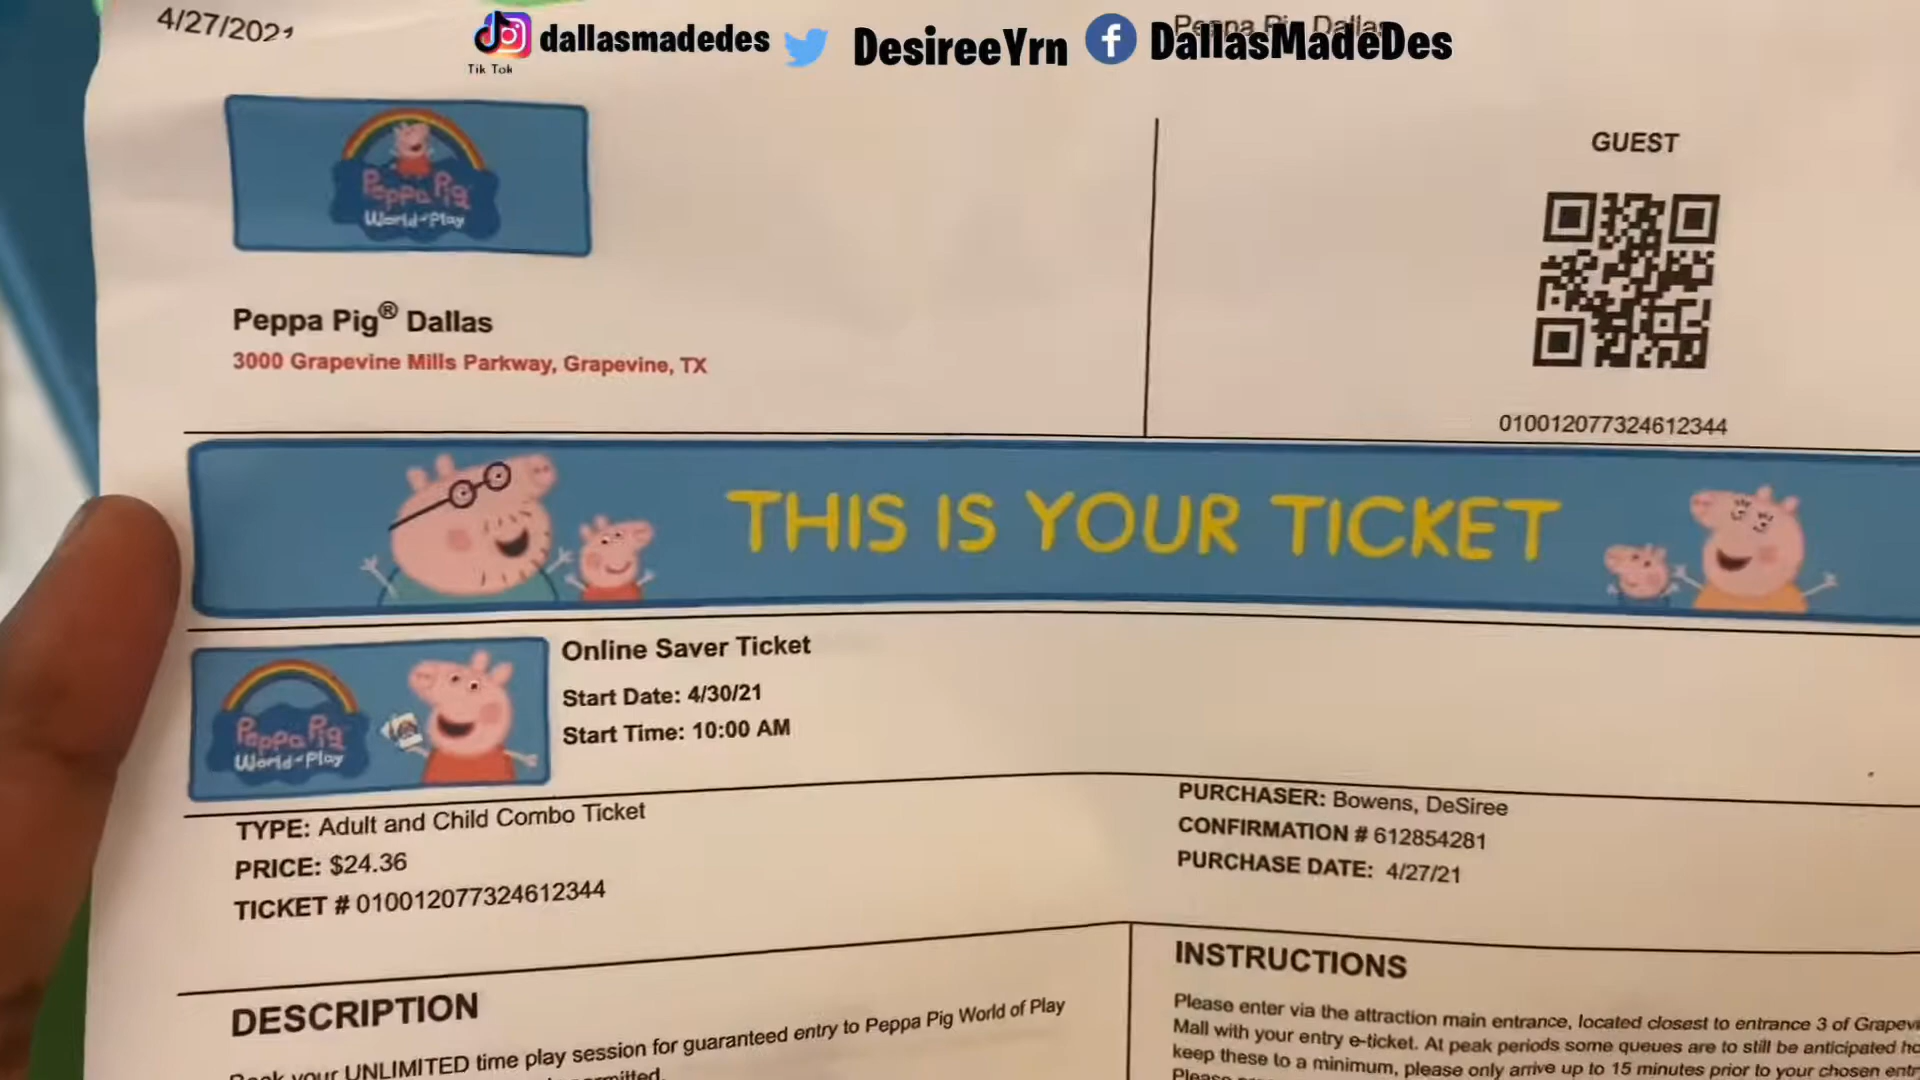 4/27/2021
Peppa Pig Dallas
Tik Tok
dallasmadedes
DesireeYrn
DallasMadeDes
Peppa Pig
World of Play
GUEST
Peppa Pig® Dallas
3000 Grapevine Mills Parkway, Grapevine, TX
010012077324612344
THIS IS YOUR TICKET
Peppa Pig
World of Play
Online Saver Ticket
Start Date: 4/30/21
Start Time: 10:00 AM
TYPE: Adult and Child Combo Ticket
PRICE: $24.36
TICKET # 010012077324612344
PURCHASER: Bowens, DeSiree
CONFIRMATION # 612854281
PURCHASE DATE: 4/27/21
DESCRIPTION
your UNLIMITED time play session for guaranteed entry to Peppa Pig World of Play
INSTRUCTIONS
Please enter via the attraction main entrance, located closest to entrance 3 of
Mall with your entry e-ticket. At peak periods some queues are to still be anticipated
keep these to a minimum, please only arrive up to 15 minutes prior to your chosen